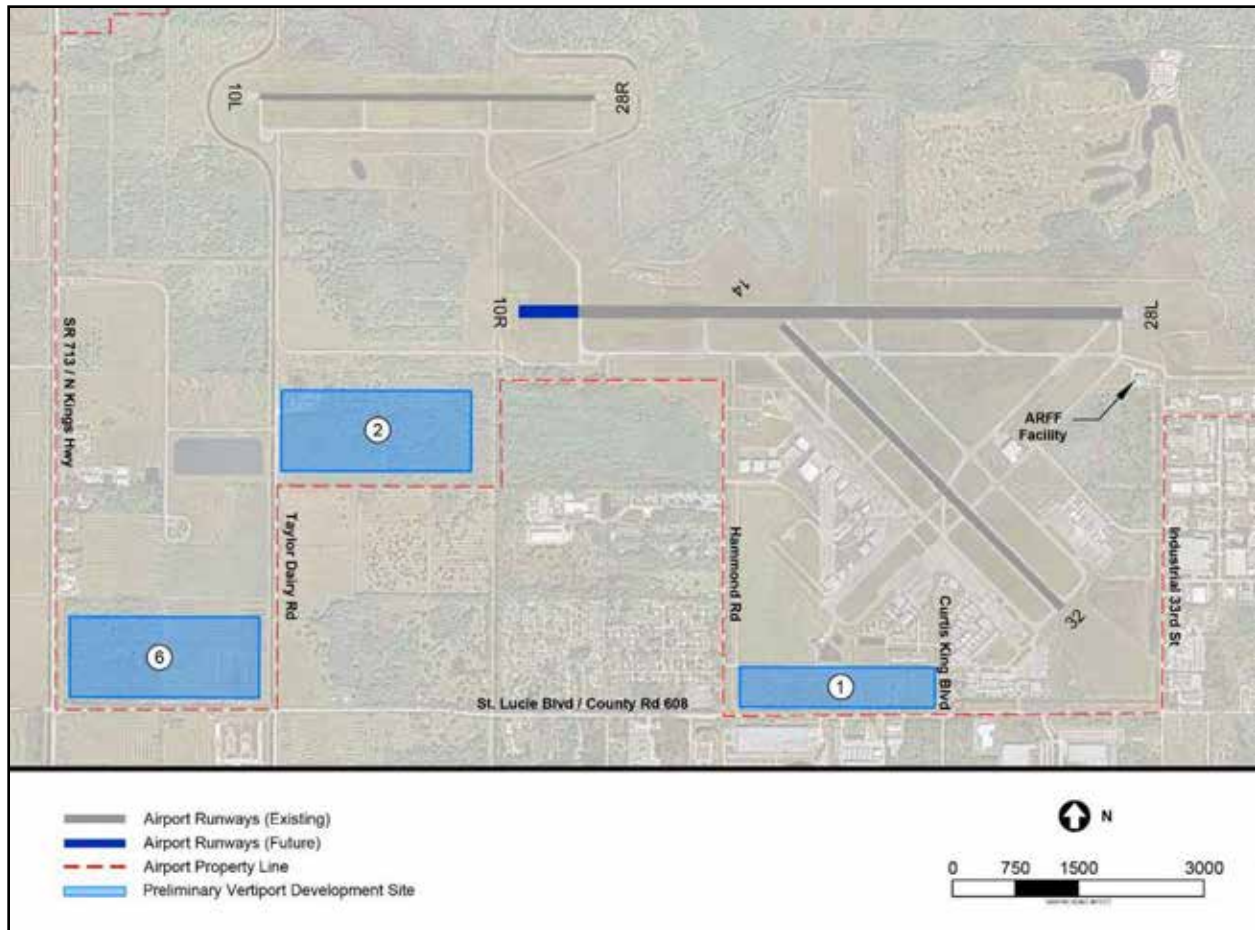 10L
28R
14
10R
28L
SR 713 / N Kings Hwy
ARFF
Facility
2
Taylor Dairy Rd
Hammond Rd
Industrial 33rd St
Curtis King Blvd
32
6
1
St. Lucie Blvd / County Rd 608
Airport Runways (Existing)
Airport Runways (Future)
Airport Property Line
Preliminary Vertiport Development Site
N
0 750 1500 3000